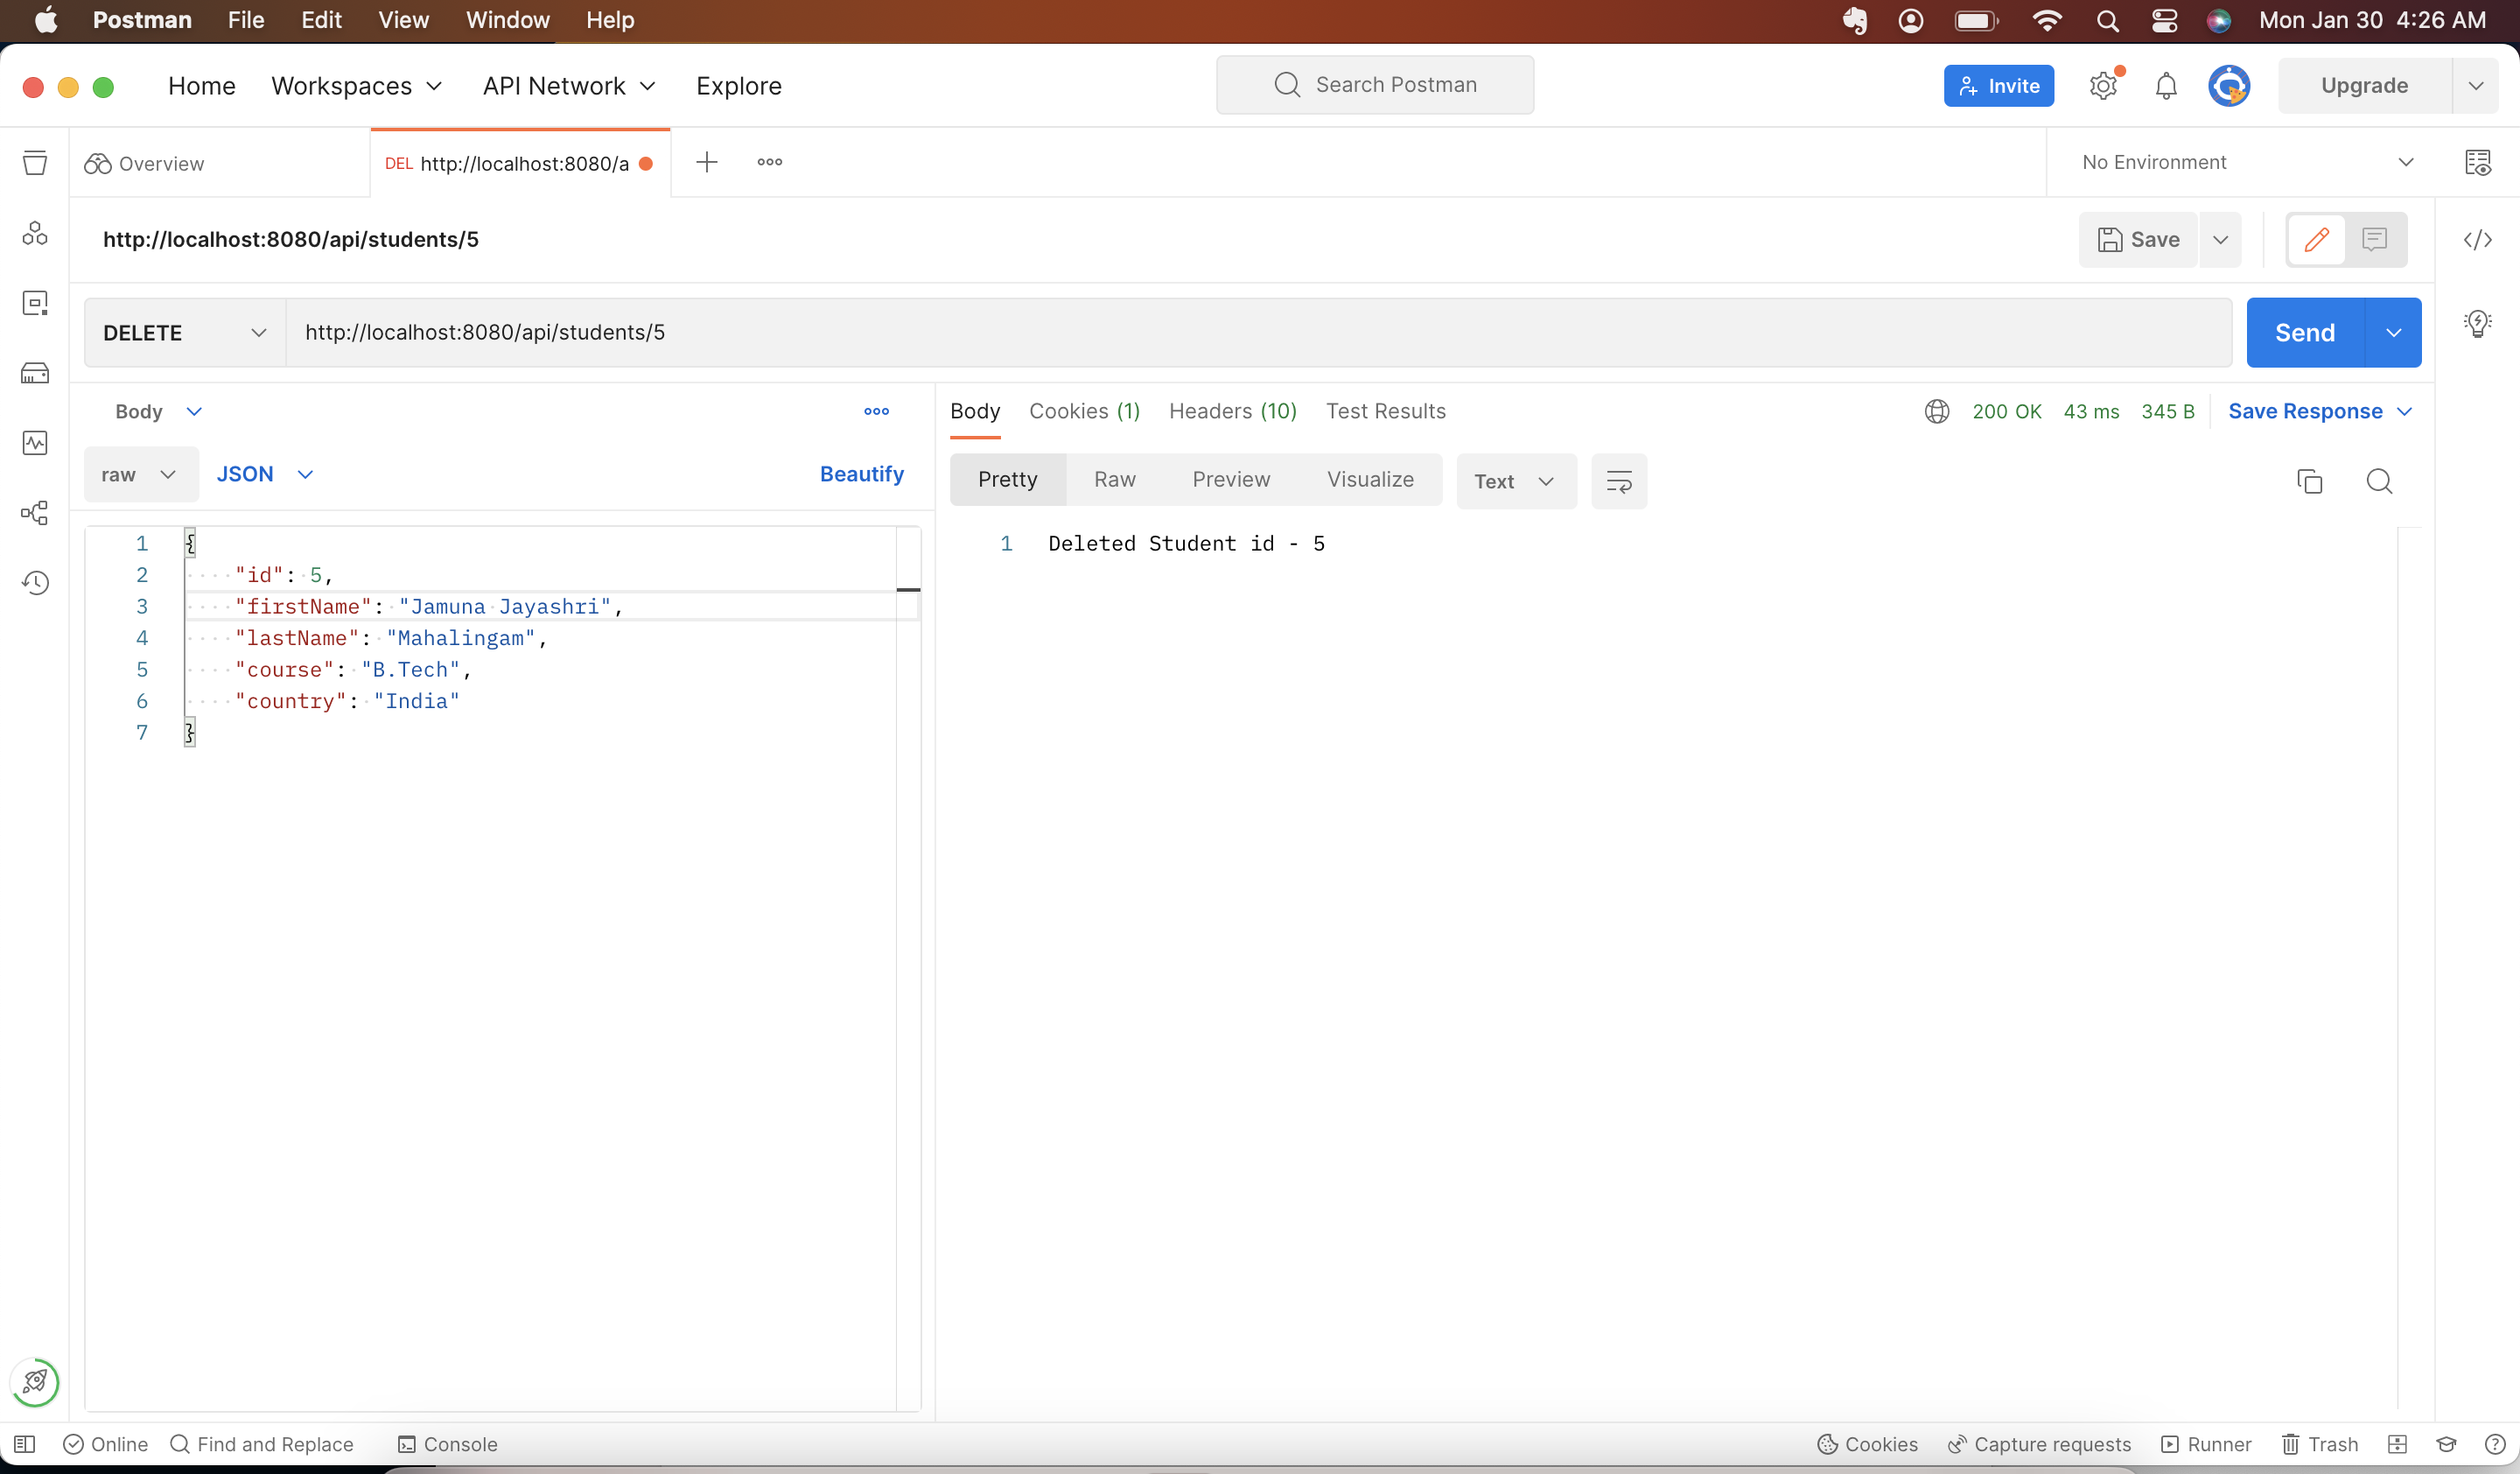 Postman File Edit View Window Help Mon Jan 30 4:26 AM
Home Workspaces API Network Explore Search Postman Invite Upgrade
Overview DEL http://localhost:8080/a No Environment
http://localhost:8080/api/students/5 Save
DELETE http://localhost:8080/api/students/5 Send
Body Body Cookies (1) Headers (10) Test Results 200 OK 43 ms 345 B Save Response
raw JSON Beautify Pretty Raw Preview Visualize Text
1 {
2 "id": 5,
3 "firstName": "Jamuna Jayashri",
4 "lastName": "Mahalingam",
5 "course": "B.Tech",
6 "country": "India"
7 }
1 Deleted Student id - 5
Online Find and Replace Console Cookies Capture requests Runner Trash